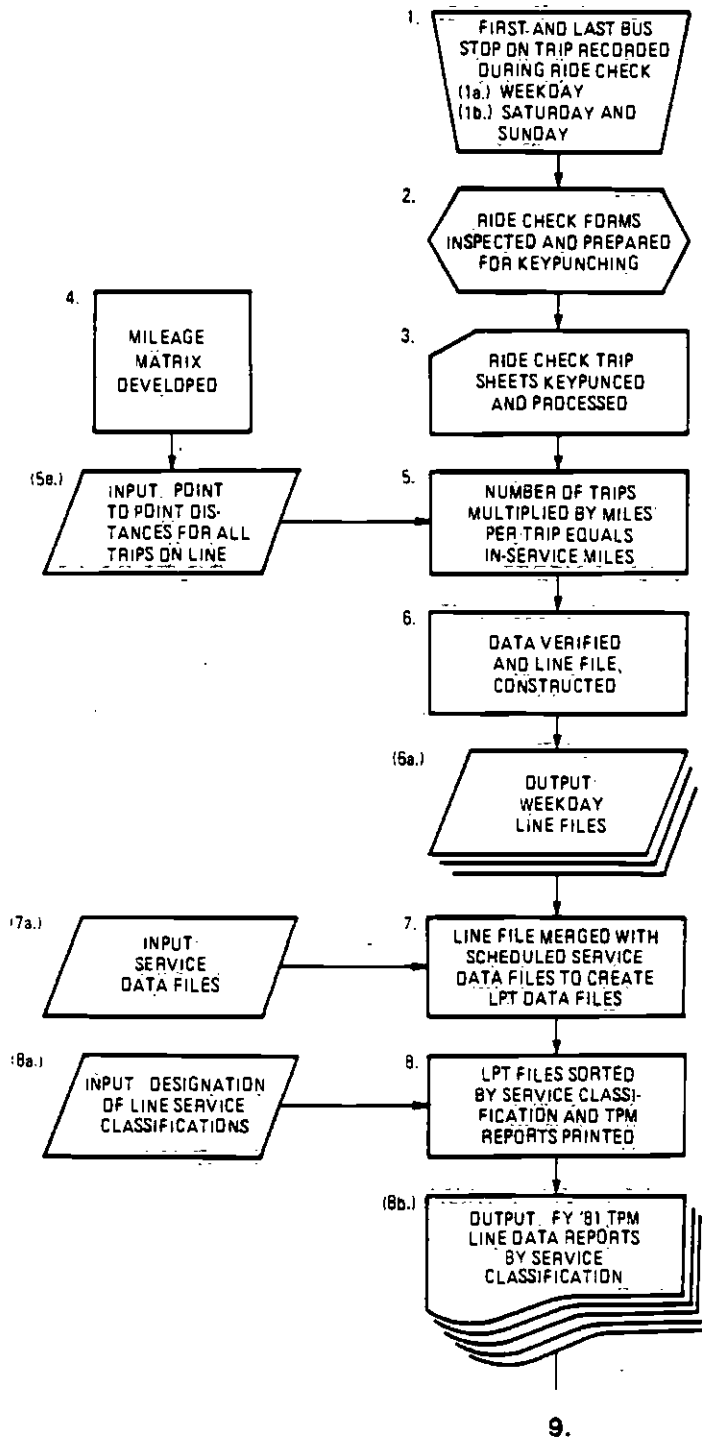 1.
FIRST AND LAST BUS
STOP ON TRIP RECORDED
DURING RIDE CHECK
(1a.) WEEKDAY
(1b.) SATURDAY AND
SUNDAY
2.
RIDE CHECK FORMS
INSPECTED AND PREPARED
FOR KEYPUNCHING
4.
MILEAGE
MATRIX
DEVELOPED
3.
RIDE CHECK TRIP
SHEETS KEYPUNCED
AND PROCESSED
(5a.)
INPUT: POINT
TO POINT DIS-
TANCES FOR ALL
TRIPS ON LINE
5.
NUMBER OF TRIPS
MULTIPLIED BY MILES
PER-TRIP EQUALS
IN-SERVICE MILES
6.
DATA VERIFIED
AND LINE FILE,
CONSTRUCTED
(6a.)
OUTPUT:
WEEKDAY
LINE FILES
(7a.)
INPUT:
SERVICE
DATA FILES
7.
LINE FILE MERGED WITH
SCHEDULED SERVICE
DATA FILES TO CREATE
LPT DATA FILES
(8a.)
INPUT: DESIGNATION
OF LINE SERVICE
CLASSIFICATIONS
8.
LPT FILES SORTED
BY SERVICE CLASSI-
FICATION AND TPM
REPORTS PRINTED
(8b.)
OUTPUT: FY '81 TPM
LINE DATA REPORTS
BY SERVICE
CLASSIFICATION
9.